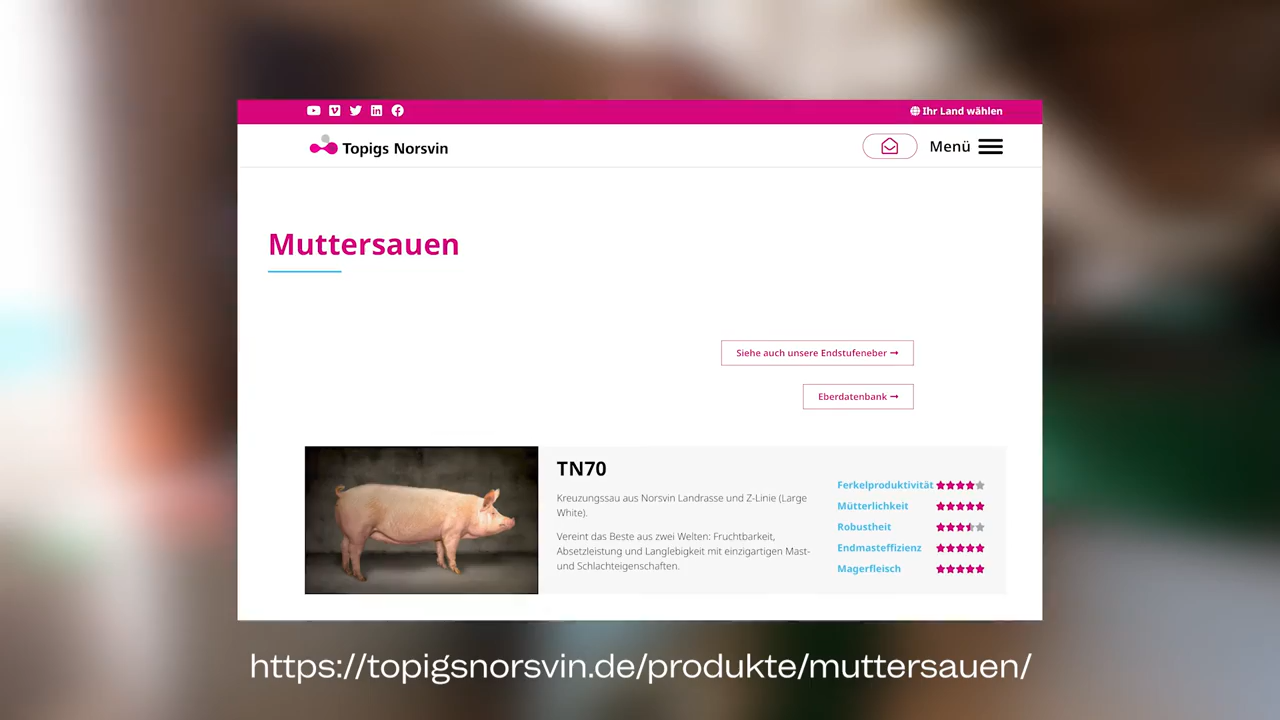 Ihr Land wählen
Topigs Norsvin
Menü
Muttersauen
Siehe auch unsere Endstufeneber →
Eberdatenbank →
TN70
Kreuzungssau aus Norsvin Landrasse und Z-Linie (Large
White).
Vereint das Beste aus zwei Welten: Fruchtbarkeit,
Absetzleistung und Langlebigkeit mit einzigartigen Mast-
und Schlachteigenschaften.
Ferkelproduktivität
Mütterlichkeit
Robustheit
Endmasteffizienz
Magerfleisch
https://topigsnorsvin.de/produkte/muttersauen/